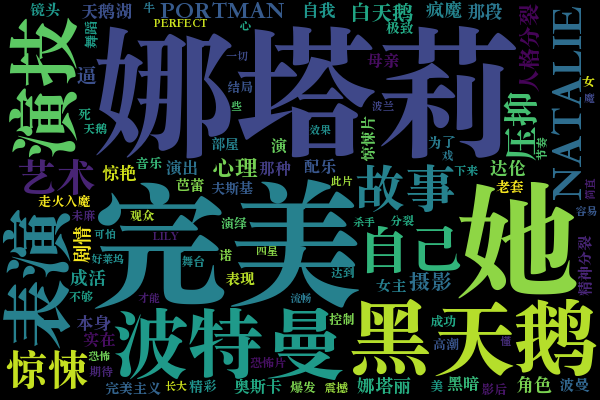 镜头 天鹅湖 牛 PORTMAN 自我 白天鹅 疯魔 那段
舞蹈 PERFECT 心 极致 人格分裂
演技 逼 娜塔莉 一切 母亲 NATALIE 女
结局 波兰 压抑 魔
死 天鹅 些 效果 惊悚片 节奏
部屋 演 为了
艺术 惊艳 音乐 演出 心理 那种 配乐 戏 达伦 简直
芭蕾 夫斯基 故事 下来 老套
走火入魔 未麻 观众 此片 她 容易
表演 完美 演绎 杀手 分裂
剧情 可怕 LILY 诺 四星 自己 精神分裂
好莱坞 舞台 达到
成活 表现 女主 摄影
不够 才能 流畅
本身 波特曼 控制 黑天鹅 成功
实在 高潮 懂
惊悚 恐怖 恐怖片
期待
完美主义 长大 精彩 奥斯卡 爆发 震撼 娜塔丽 美 黑暗 影后 角色 波曼